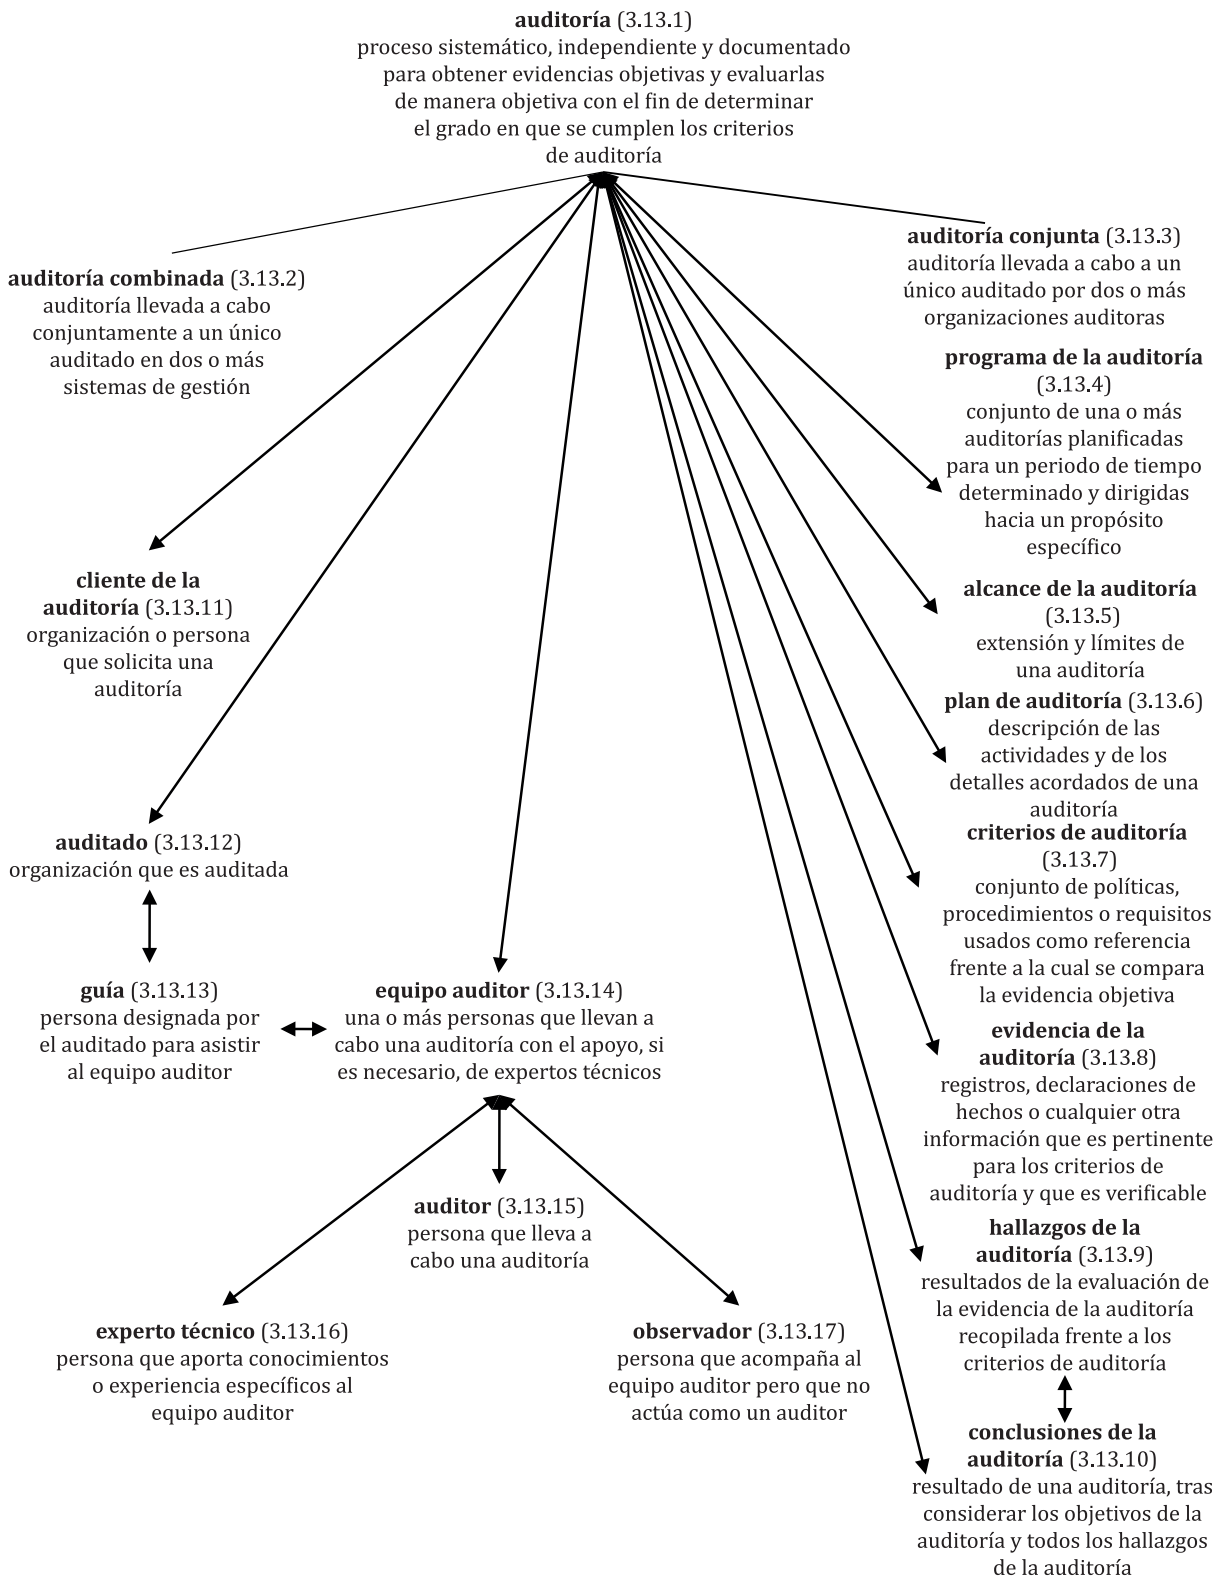 auditoría (3.13.1)
proceso sistemático, independiente y documentado
para obtener evidencias objetivas y evaluarlas
de manera objetiva con el fin de determinar
el grado en que se cumplen los criterios
de auditoría
auditoría combinada (3.13.2)
auditoría llevada a cabo
conjuntamente a un único
auditado en dos o más
sistemas de gestión
auditoría conjunta (3.13.3)
auditoría llevada a cabo a un
único auditado por dos o más
organizaciones auditoras
programa de la auditoría
(3.13.4)
conjunto de una o más
auditorías planificadas
para un periodo de tiempo
determinado y dirigidas
hacia un propósito
específico
alcance de la auditoría
(3.13.5)
extensión y límites de
una auditoría
plan de auditoría (3.13.6)
descripción de las
actividades y de los
detalles acordados de una
auditoría
criterios de auditoría
(3.13.7)
conjunto de políticas,
procedimientos o requisitos
usados como referencia
frente a la cual se compara
la evidencia objetiva
evidencia de la
auditoría (3.13.8)
registros, declaraciones de
hechos o cualquier otra
información que es pertinente
para los criterios de
auditoría y que es verificable
hallazgos de la
auditoría (3.13.9)
resultados de la evaluación de
la evidencia de la auditoría
recopilada frente a los
criterios de auditoría
conclusiones de la
auditoría (3.13.10)
resultado de una auditoría, tras
considerar los objetivos de la
auditoría y todos los hallazgos
de la auditoría
cliente de la
auditoría (3.13.11)
organización o persona
que solicita una
auditoría
auditado (3.13.12)
organización que es auditada
guía (3.13.13)
persona designada por
el auditado para asistir
al equipo auditor
equipo auditor (3.13.14)
una o más personas que llevan a
cabo una auditoría con el apoyo, si
es necesario, de expertos técnicos
auditor (3.13.15)
persona que lleva a
cabo una auditoría
experto técnico (3.13.16)
persona que aporta conocimientos
o experiencia específicos al
equipo auditor
observador (3.13.17)
persona que acompaña al
equipo auditor pero que no
actúa como un auditor